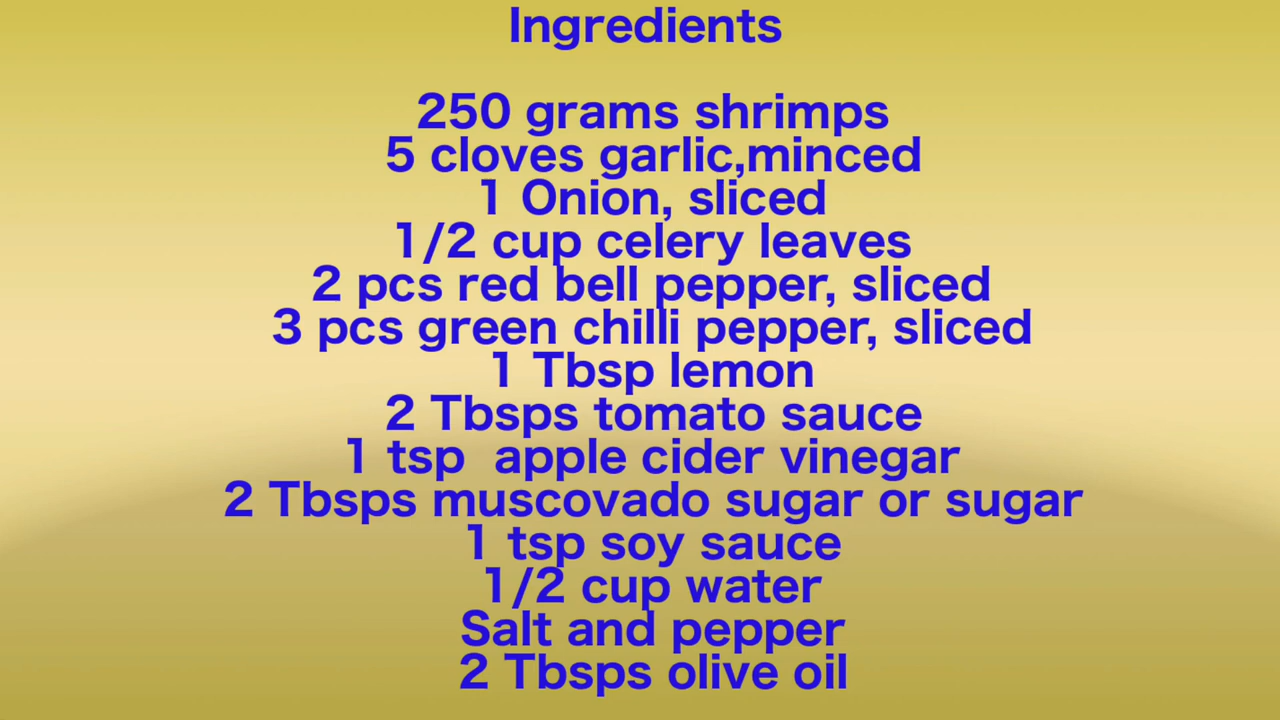 Ingredients
250 grams shrimps
5 cloves garlic,minced
1 Onion, sliced
1/2 cup celery leaves
2 pcs red bell pepper, sliced
3 pcs green chilli pepper, sliced
1 Tbsp lemon
2 Tbsps tomato sauce
1 tsp  apple cider vinegar
2 Tbsps muscovado sugar or sugar
1 tsp soy sauce
1/2 cup water
Salt and pepper
2 Tbsps olive oil